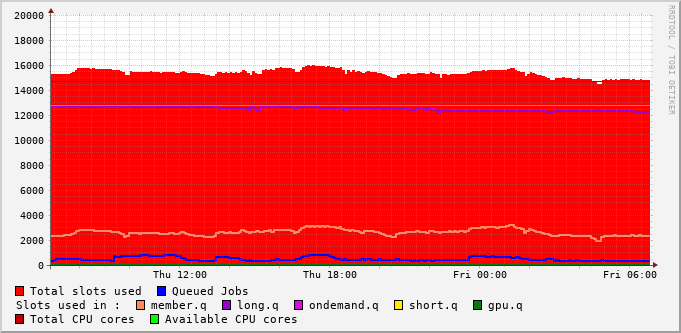 20000
18000
16000
14000
12000
10000
8000
6000
4000
2000
0
Thu 12:00 Thu 18:00 Fri 00:00 Fri 06:00
RRDTOOL / TOBI OETIKER
Total slots used Queued Jobs
Slots used in : member.q long.q ondemand.q short.q gpu.q
Total CPU cores Available CPU cores